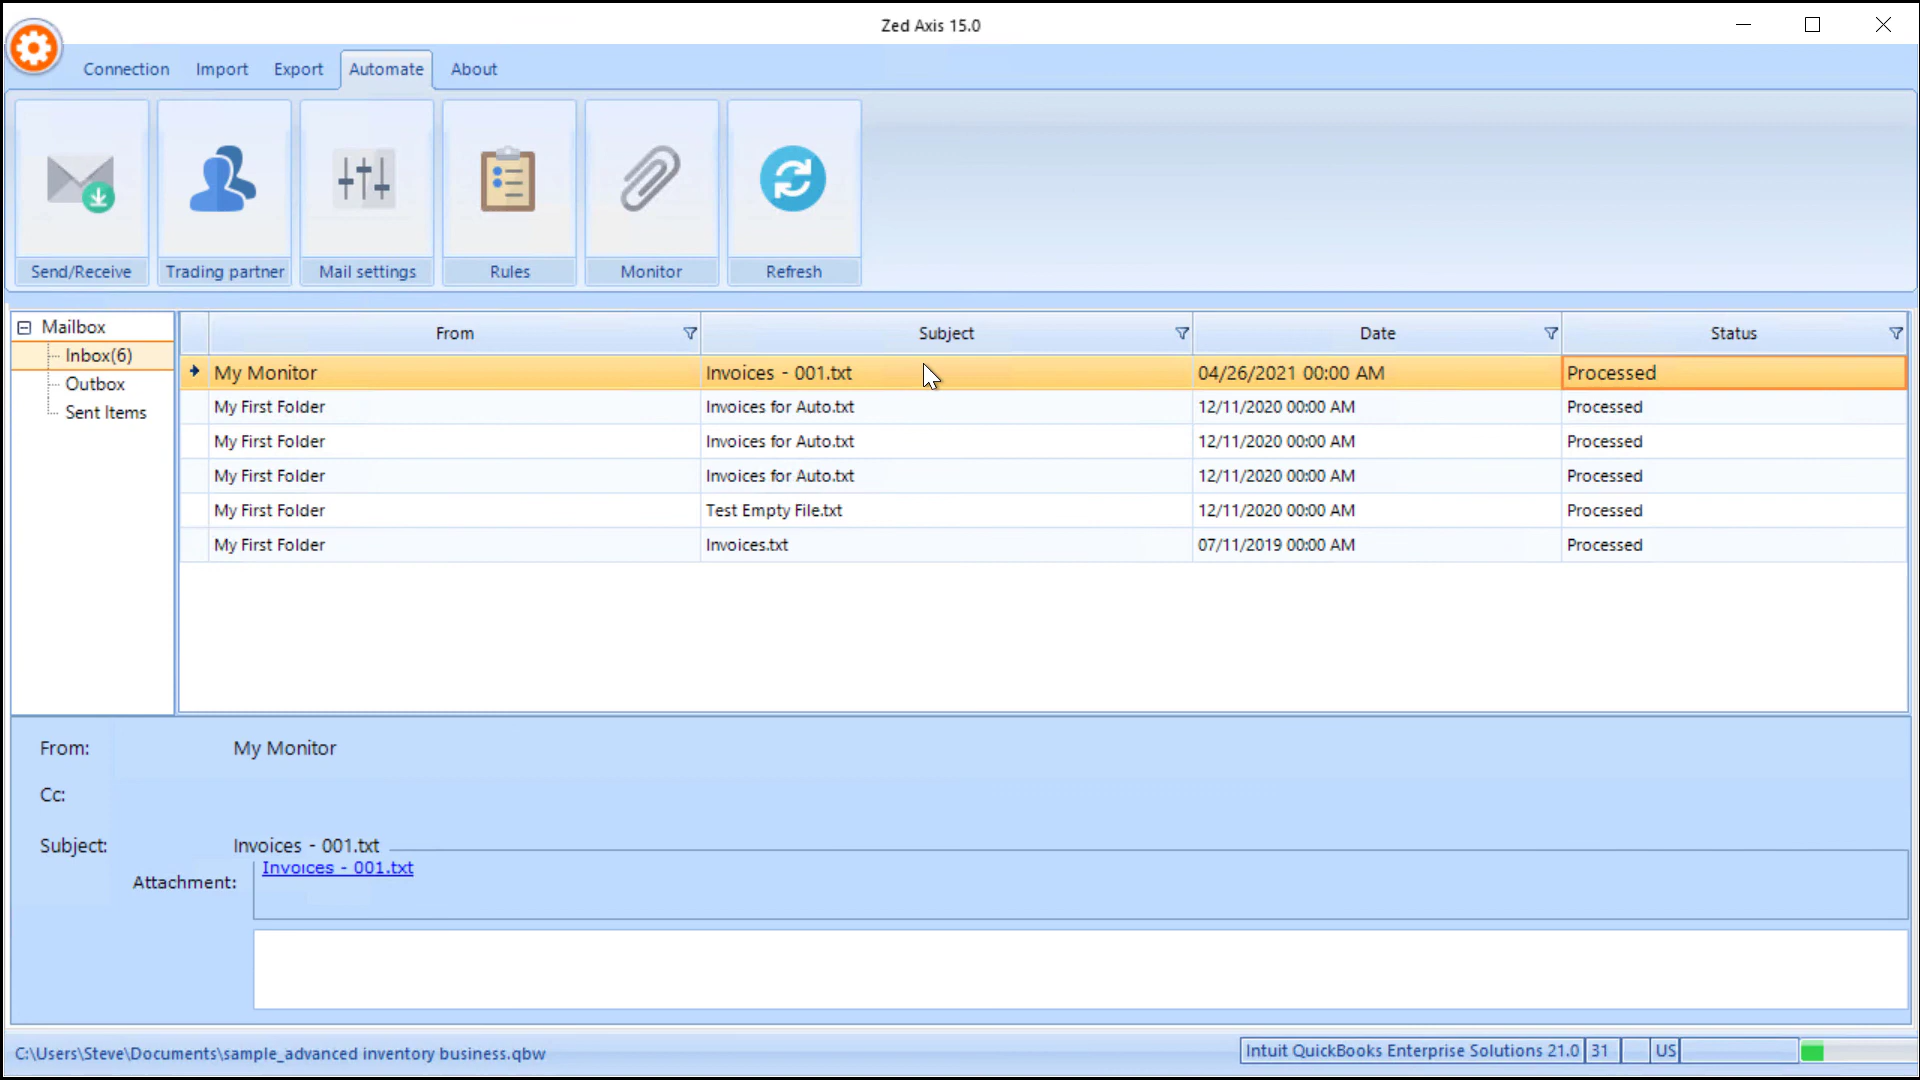 Zed Axis 15.0
Connection Import Export Automate About
Send/Receive Trading partner Mail settings Rules Monitor Refresh
Mailbox
Inbox(6)
Outbox
Sent Items
From Subject Date Status
My Monitor Invoices - 001.txt 04/26/2021 00:00 AM Processed
My First Folder Invoices for Auto.txt 12/11/2020 00:00 AM Processed
My First Folder Invoices for Auto.txt 12/11/2020 00:00 AM Processed
My First Folder Invoices for Auto.txt 12/11/2020 00:00 AM Processed
My First Folder Test Empty File.txt 12/11/2020 00:00 AM Processed
My First Folder Invoices.txt 07/11/2019 00:00 AM Processed
From: My Monitor
Cc:
Subject: Invoices - 001.txt
Attachment: Invoices - 001.txt
C:\Users\Steve\Documents\sample_advanced inventory business.qbw
Intuit QuickBooks Enterprise Solutions 21.0 31 US